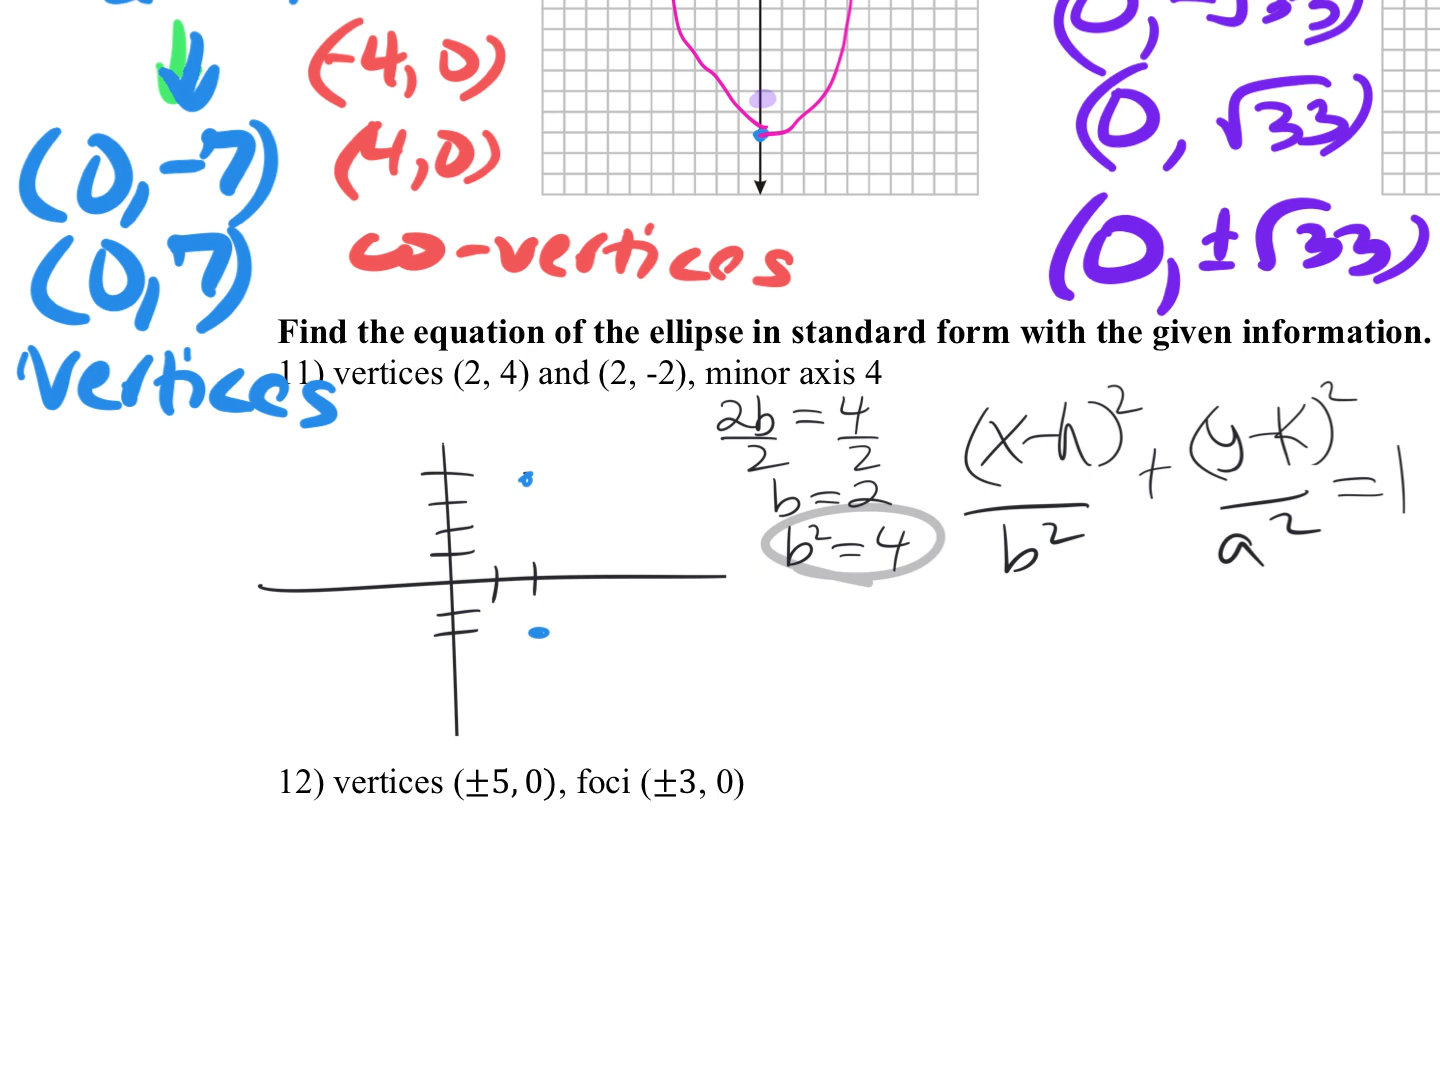 (-4, 0)
(0, √33)
(0, -7)
(4, 0)
(0, ±√33)
(0, 7)
co-vertices
Find the equation of the ellipse in standard form with the given information.
vertices
11) vertices (2, 4) and (2, -2), minor axis 4
2b/2 = 4/2
b = 2
b² = 4
(x-h)²/b² + (y-k)²/a² = 1
12) vertices (±5, 0), foci (±3, 0)